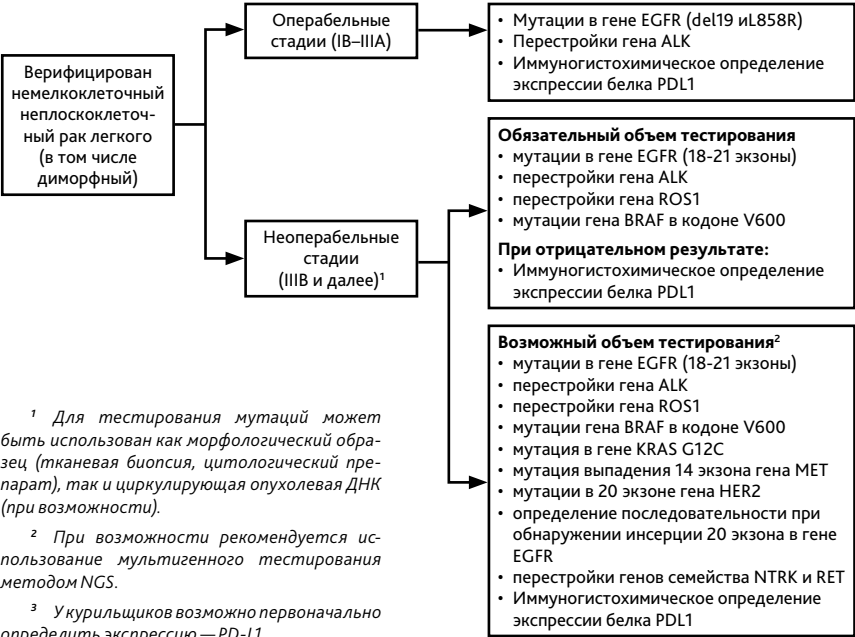 Верифицирован
немелкоклеточный
неплоскоклеточ-
ный рак легкого
(в том числе
диморфный)
Операбельные
стадии (IB–IIIA)
• Мутации в гене EGFR (del19 иL858R)
• Перестройки гена ALK
• Иммуногистохимическое определение
экспрессии белка PDL1
Неоперабельные
стадии
(IIIB и далее)¹
Обязательный объем тестирования
• мутации в гене EGFR (18-21 экзоны)
• перестройки гена ALK
• перестройки гена ROS1
• мутации гена BRAF в кодоне V600
При отрицательном результате:
• Иммуногистохимическое определение
экспрессии белка PDL1
Возможный объем тестирования²
• мутации в гене EGFR (18-21 экзоны)
• перестройки гена ALK
• перестройки гена ROS1
• мутации гена BRAF в кодоне V600
• мутация в гене KRAS G12C
• мутация выпадения 14 экзона гена MET
• мутации в 20 экзоне гена HER2
• определение последовательности при
обнаружении инсерции 20 экзона в гене
EGFR
• перестройки генов семейства NTRK и RET
• Иммуногистохимическое определение
экспрессии белка PDL1
¹ Для тестирования мутаций может
быть использован как морфологический обра-
зец (тканевая биопсия, цитологический пре-
парат), так и циркулирующая опухолевая ДНК
(при возможности).
² При возможности рекомендуется ис-
пользование мультигенного тестирования
методом NGS.
³ У курильщиков возможно первоначально
определить экспрессию — PD-L1